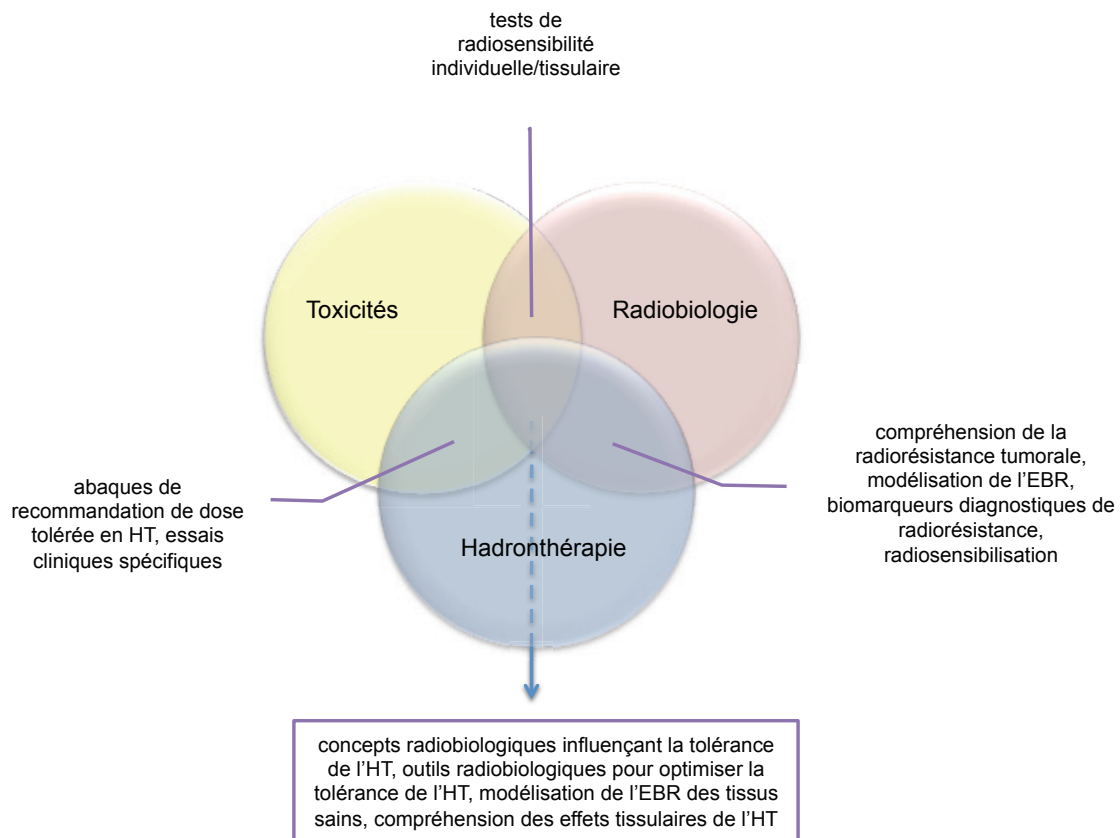 tests de
radiosensibilité
individuelle/tissulaire
Toxicités
Radiobiologie
compréhension de la
radiorésistance tumorale,
modélisation de l’EBR,
biomarqueurs diagnostiques de
radiorésistance,
radiosensibilisation
abaques de
recommandation de dose
tolérée en HT, essais
cliniques spécifiques
Hadronthérapie
concepts radiobiologiques influençant la tolérance
de l’HT, outils radiobiologiques pour optimiser la
tolérance de l’HT, modélisation de l’EBR des tissus
sains, compréhension des effets tissulaires de l’HT